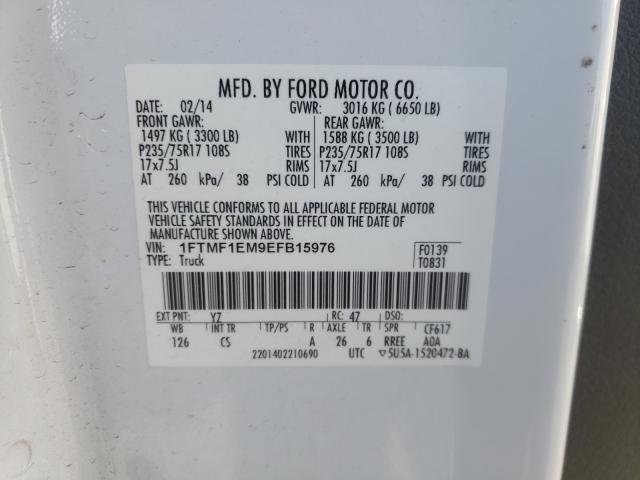 MFD. BY FORD MOTOR CO.
DATE: 02/14 GVWR: 3016 KG ( 6650 LB)
FRONT GAWR: REAR GAWR:
1497 KG ( 3300 LB) WITH 1588 KG ( 3500 LB) WITH
P235/75R17 108S TIRES P235/75R17 108S TIRES
17x7.5J RIMS 17x7.5J RIMS
AT 260 kPa/ 38 PSI COLD AT 260 kPa/ 38 PSI COLD
THIS VEHICLE CONFORMS TO ALL APPLICABLE FEDERAL MOTOR
VEHICLE SAFETY STANDARDS IN EFFECT ON THE DATE OF
MANUFACTURE SHOWN ABOVE.
VIN: 1FTMF1EM9EFB15976 F0139
TYPE: Truck T0831
EXT PNT: YZ RC: 47 DSO:
WB INT TR TP/PS R AXLE TR SPR CF617
126 CS A 26 6 RREE A0A
2201402210690 UTC ▽5U5A-1520472-BA